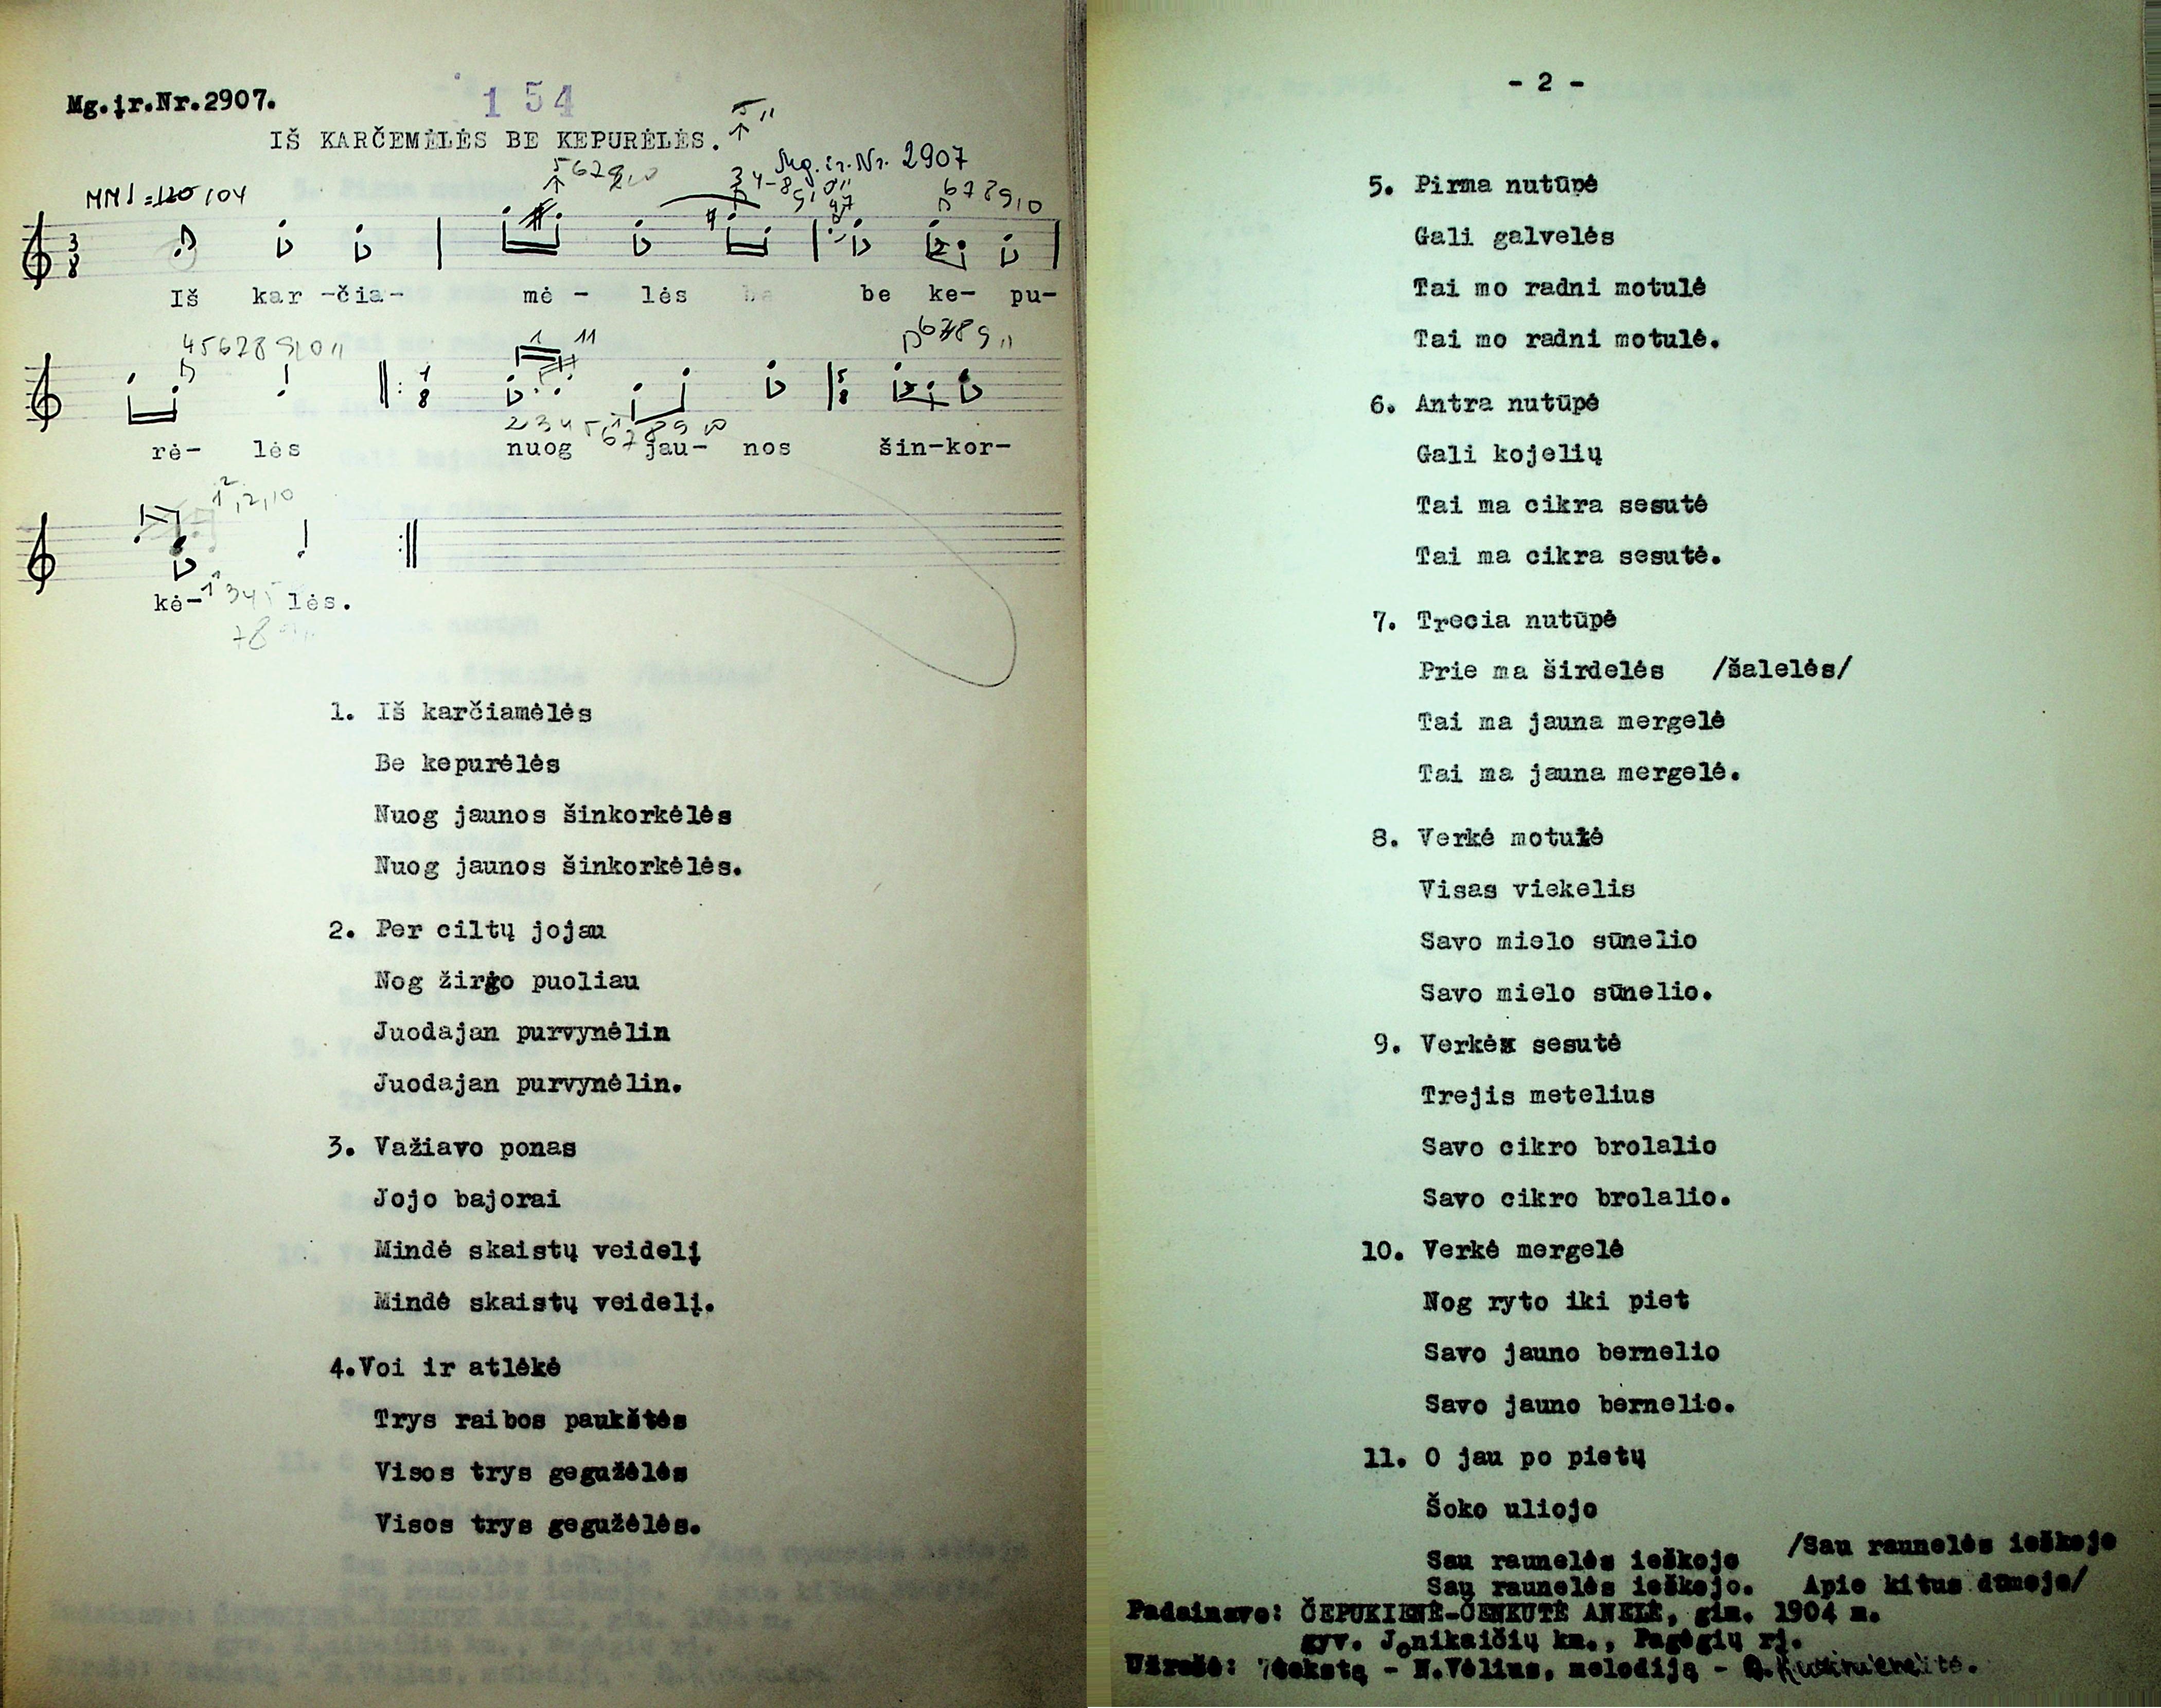 Mg.įr.Nr.2907.
154
IŠ KARČEMĖLĖS BE KEPURĖLĖS.
Mg. įr. Nr. 2907
Iš kar -čia- mė - lės be ke- pu-
rė- lės nuog jau- nos šin-kor-
kė- lės.
1. Iš karčiamėlės
Be kepurėlės
Nuog jaunos šinkorkėlės
Nuog jaunos šinkorkėlės.
2. Per ciltų jojau
Nog žirgo puoliau
Juodajan purvynėlin
Juodajan purvynėlin.
3. Važiavo ponas
Jojo bajorai
Mindė skaistų veidelį
Mindė skaistų veidelį.
4.Voi ir atlėkė
Trys raibos paukštės
Visos trys gegužėlės
Visos trys gegužėlės.
- 2 -
5. Pirma nutūpė
Gali galvelės
Tai mo radni motulė
Tai mo radni motulė.
6. Antra nutūpė
Gali kojelių
Tai ma cikra sesutė
Tai ma cikra sesutė.
7. Trecia nutūpė
Prie ma širdelės /šalelės/
Tai ma jauna mergelė
Tai ma jauna mergelė.
8. Verkė motutė
Visas viekelis
Savo mielo sūnelio
Savo mielo sūnelio.
9. Verkė sesutė
Trejis metelius
Savo cikro brolalio
Savo cikro brolalio.
10. Verkė mergelė
Nog ryto iki piet
Savo jauno bernelio
Savo jauno bernelio.
11. O jau po pietų
Šoko uliojo
Sau raunelės ieškojo /Sau raunelės ieškojo
Sau raunelės ieškojo. Apie kitus dūmojo/
Padainavo: ČEPUKIENĖ-ČENKUTĖ ANELĖ, gim. 1904 m.
gyv. Jonikaičių km., Pagėgių rj.
Užrašė: tekstą - N.Vėlius, melodiją -